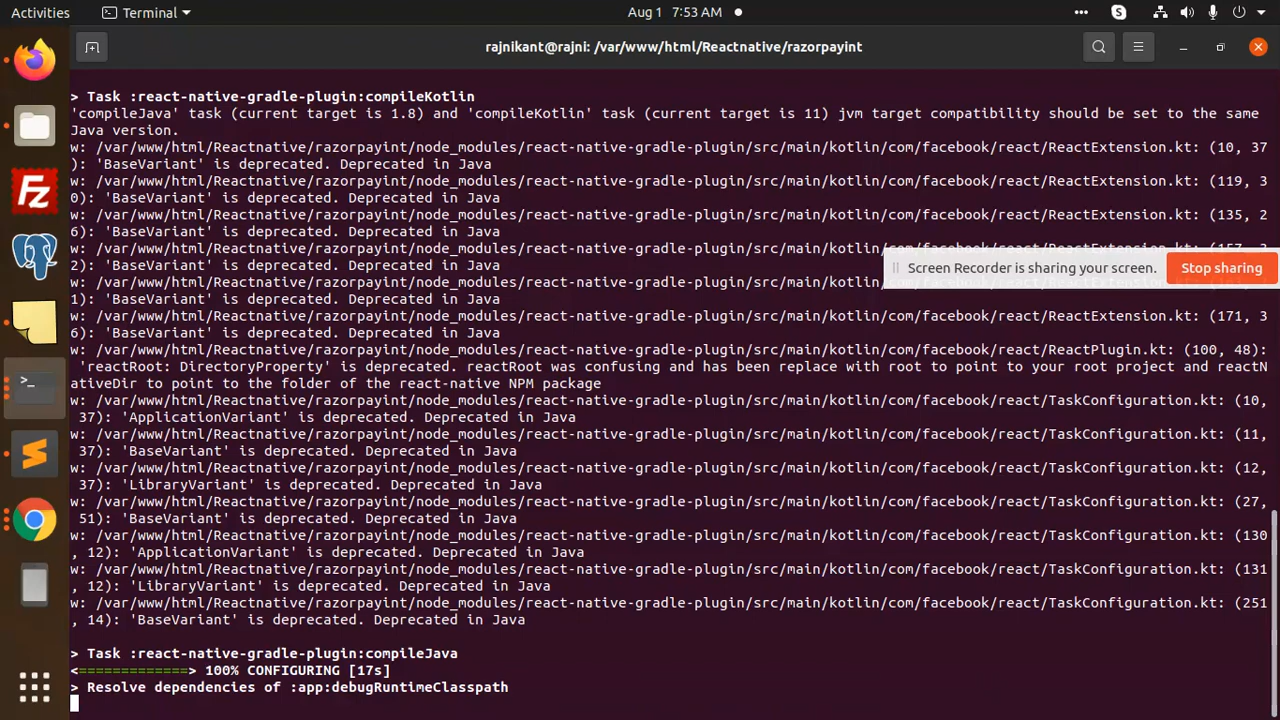 Activities
Terminal
Aug 1 7:53 AM
rajnikant@rajni: /var/www/html/Reactnative/razorpayint
> Task :react-native-gradle-plugin:compileKotlin
'compileJava' task (current target is 1.8) and 'compileKotlin' task (current target is 11) jvm target compatibility should be set to the same
Java version.
w: /var/www/html/Reactnative/razorpayint/node_modules/react-native-gradle-plugin/src/main/kotlin/com/facebook/react/ReactExtension.kt: (10, 37
): 'BaseVariant' is deprecated. Deprecated in Java
w: /var/www/html/Reactnative/razorpayint/node_modules/react-native-gradle-plugin/src/main/kotlin/com/facebook/react/ReactExtension.kt: (119, 3
0): 'BaseVariant' is deprecated. Deprecated in Java
w: /var/www/html/Reactnative/razorpayint/node_modules/react-native-gradle-plugin/src/main/kotlin/com/facebook/react/ReactExtension.kt: (135, 2
6): 'BaseVariant' is deprecated. Deprecated in Java
w: /var/www/html/Reactnative/razorpayint/node_modules/react-native-gradle-plugin/src/main/kotlin/com/facebook/react/ReactExtension.kt: (157, 3
2): 'BaseVariant' is deprecated. Deprecated in Java
Screen Recorder is sharing your screen.
Stop sharing
w: /var/www/html/Reactnative/razorpayint/node_modules/react-native-gradle-plugin/src/main/kotlin/com/facebook/react/ReactExtension.kt:
1): 'BaseVariant' is deprecated. Deprecated in Java
w: /var/www/html/Reactnative/razorpayint/node_modules/react-native-gradle-plugin/src/main/kotlin/com/facebook/react/ReactExtension.kt: (171, 3
6): 'BaseVariant' is deprecated. Deprecated in Java
w: /var/www/html/Reactnative/razorpayint/node_modules/react-native-gradle-plugin/src/main/kotlin/com/facebook/react/ReactPlugin.kt: (100, 48):
'reactRoot: DirectoryProperty' is deprecated. reactRoot was confusing and has been replace with root to point to your root project and reactN
ativeDir to point to the folder of the react-native NPM package
w: /var/www/html/Reactnative/razorpayint/node_modules/react-native-gradle-plugin/src/main/kotlin/com/facebook/react/TaskConfiguration.kt: (10,
37): 'ApplicationVariant' is deprecated. Deprecated in Java
w: /var/www/html/Reactnative/razorpayint/node_modules/react-native-gradle-plugin/src/main/kotlin/com/facebook/react/TaskConfiguration.kt: (11,
37): 'BaseVariant' is deprecated. Deprecated in Java
w: /var/www/html/Reactnative/razorpayint/node_modules/react-native-gradle-plugin/src/main/kotlin/com/facebook/react/TaskConfiguration.kt: (12,
37): 'LibraryVariant' is deprecated. Deprecated in Java
w: /var/www/html/Reactnative/razorpayint/node_modules/react-native-gradle-plugin/src/main/kotlin/com/facebook/react/TaskConfiguration.kt: (27,
51): 'BaseVariant' is deprecated. Deprecated in Java
w: /var/www/html/Reactnative/razorpayint/node_modules/react-native-gradle-plugin/src/main/kotlin/com/facebook/react/TaskConfiguration.kt: (130
, 12): 'ApplicationVariant' is deprecated. Deprecated in Java
w: /var/www/html/Reactnative/razorpayint/node_modules/react-native-gradle-plugin/src/main/kotlin/com/facebook/react/TaskConfiguration.kt: (131
, 12): 'LibraryVariant' is deprecated. Deprecated in Java
w: /var/www/html/Reactnative/razorpayint/node_modules/react-native-gradle-plugin/src/main/kotlin/com/facebook/react/TaskConfiguration.kt: (251
, 14): 'BaseVariant' is deprecated. Deprecated in Java
> Task :react-native-gradle-plugin:compileJava
<=============> 100% CONFIGURING [17s]
> Resolve dependencies of :app:debugRuntimeClasspath